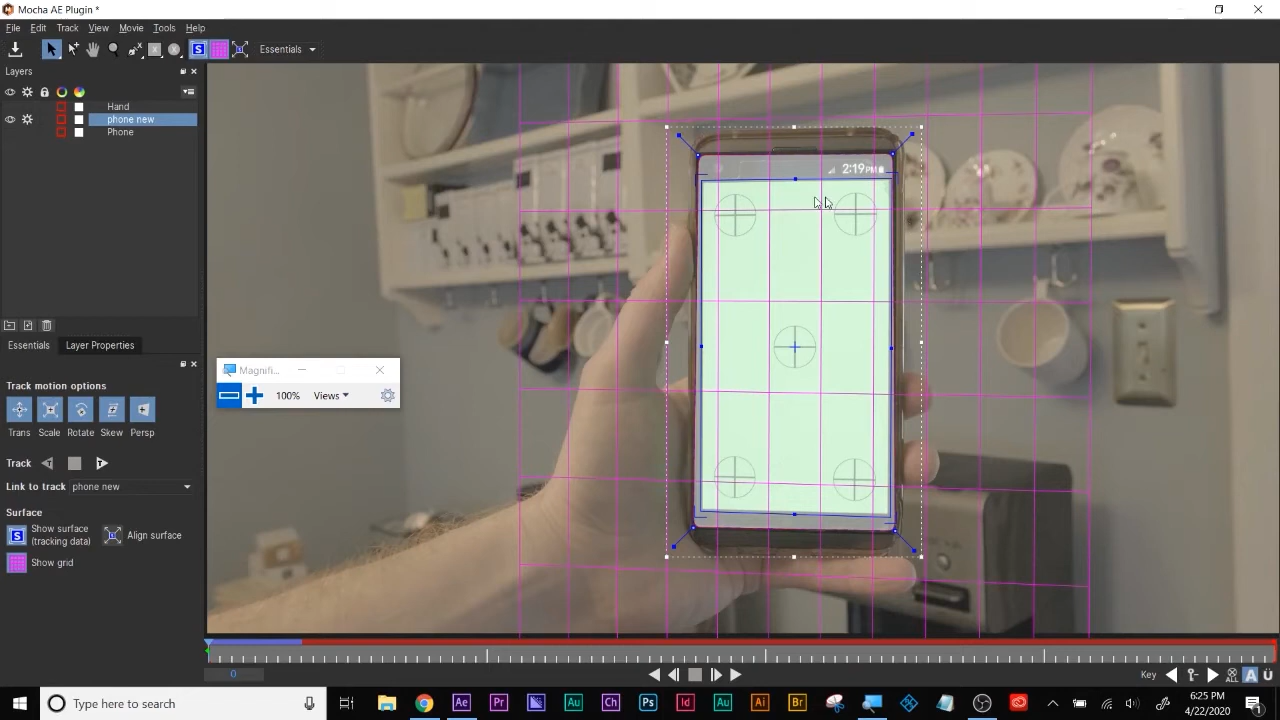 Mocha AE Plugin *
File Edit Track View Movie Tools Help
Essentials
Layers
Hand
phone new
Phone
Essentials Layer Properties
Track motion options
Trans Scale Rotate Skew Persp
Track
Link to track phone new
Surface
Show surface
(tracking data)
Align surface
Show grid
Magnifi...
100% Views
2:19PM
0
Key
Type here to search
Ae Pr Au Ch Ps Id Au Ai Br
6:25 PM
4/22/2020